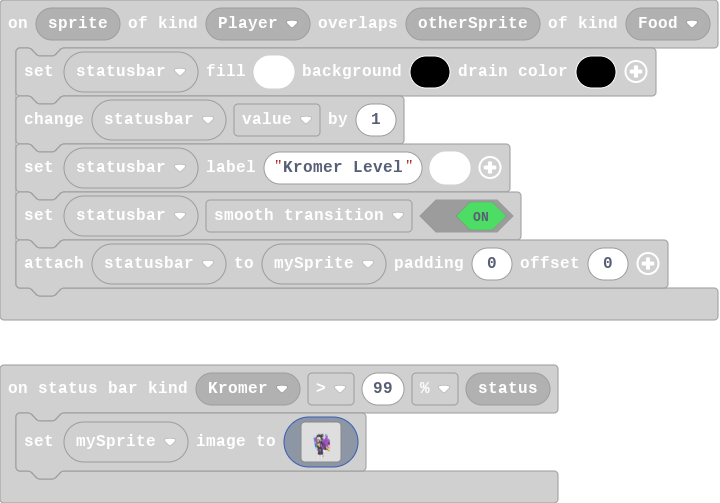 on sprite of kind Player overlaps otherSprite of kind Food
set statusbar fill background drain color
change statusbar value by 1
set statusbar label "Kromer Level"
set statusbar smooth transition ON
attach statusbar to mySprite padding 0 offset 0
on status bar kind Kromer > 99 % status
set mySprite image to